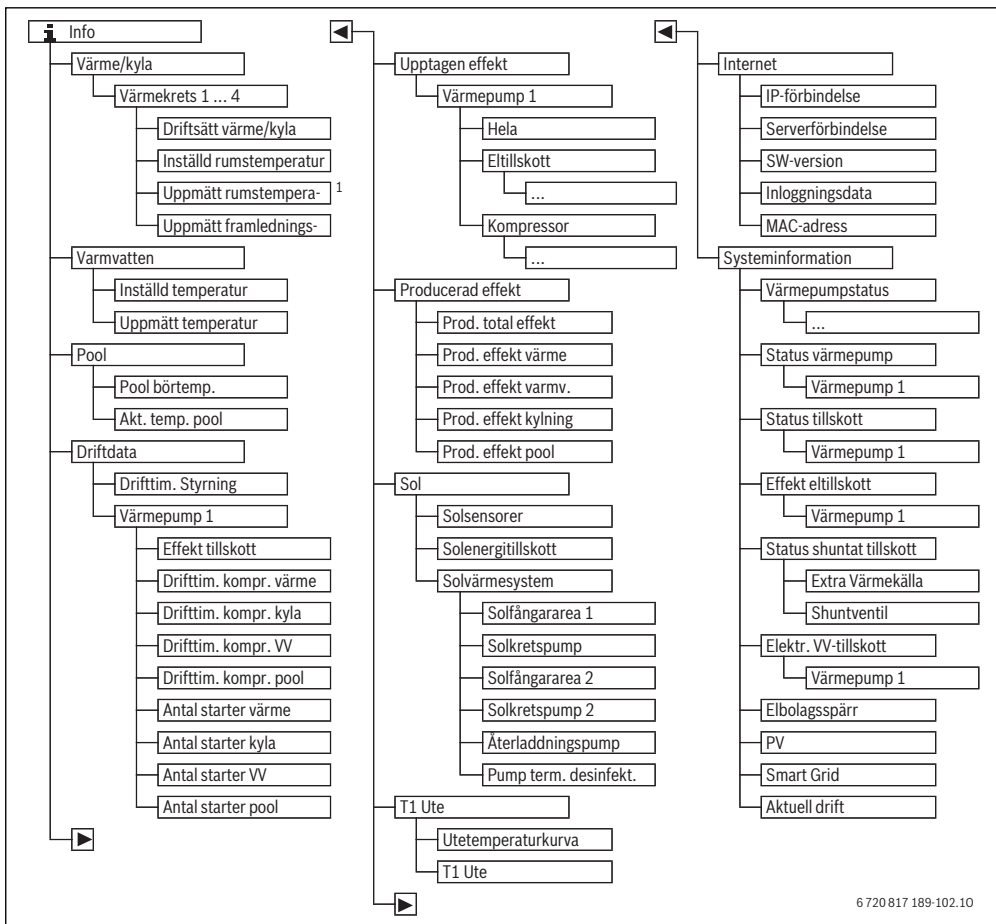 Info
Värme/kyla
Värmekrets 1 ... 4
Driftsätt värme/kyla
Inställd rumstemperatur
Uppmätt rumstempera- 1
Uppmätt framlednings-
Varmvatten
Inställd temperatur
Uppmätt temperatur
Pool
Pool börtemp.
Akt. temp. pool
Driftdata
Drifttim. Styrning
Värmepump 1
Effekt tillskott
Drifttim. kompr. värme
Drifttim. kompr. kyla
Drifttim. kompr. VV
Drifttim. kompr. pool
Antal starter värme
Antal starter kyla
Antal starter VV
Antal starter pool
Upptagen effekt
Värmepump 1
Hela
Eltillskott
...
Kompressor
...
Producerad effekt
Prod. total effekt
Prod. effekt värme
Prod. effekt varmv.
Prod. effekt kylning
Prod. effekt pool
Sol
Solsensorer
Solenergitillskott
Solvärmesystem
Solfångararea 1
Solkretspump
Solfångararea 2
Solkretspump 2
Återladdningspump
Pump term. desinfekt.
T1 Ute
Utetemperaturkurva
T1 Ute
Internet
IP-förbindelse
Serverförbindelse
SW-version
Inloggningsdata
MAC-adress
Systeminformation
Värmepumpstatus
...
Status värmepump
Värmepump 1
Status tillskott
Värmepump 1
Effekt eltillskott
Värmepump 1
Status shuntat tillskott
Extra Värmekälla
Shuntventil
Elektr. VV-tillskott
Värmepump 1
Elbolagsspärr
PV
Smart Grid
Aktuell drift
6 720 817 189-102.1O